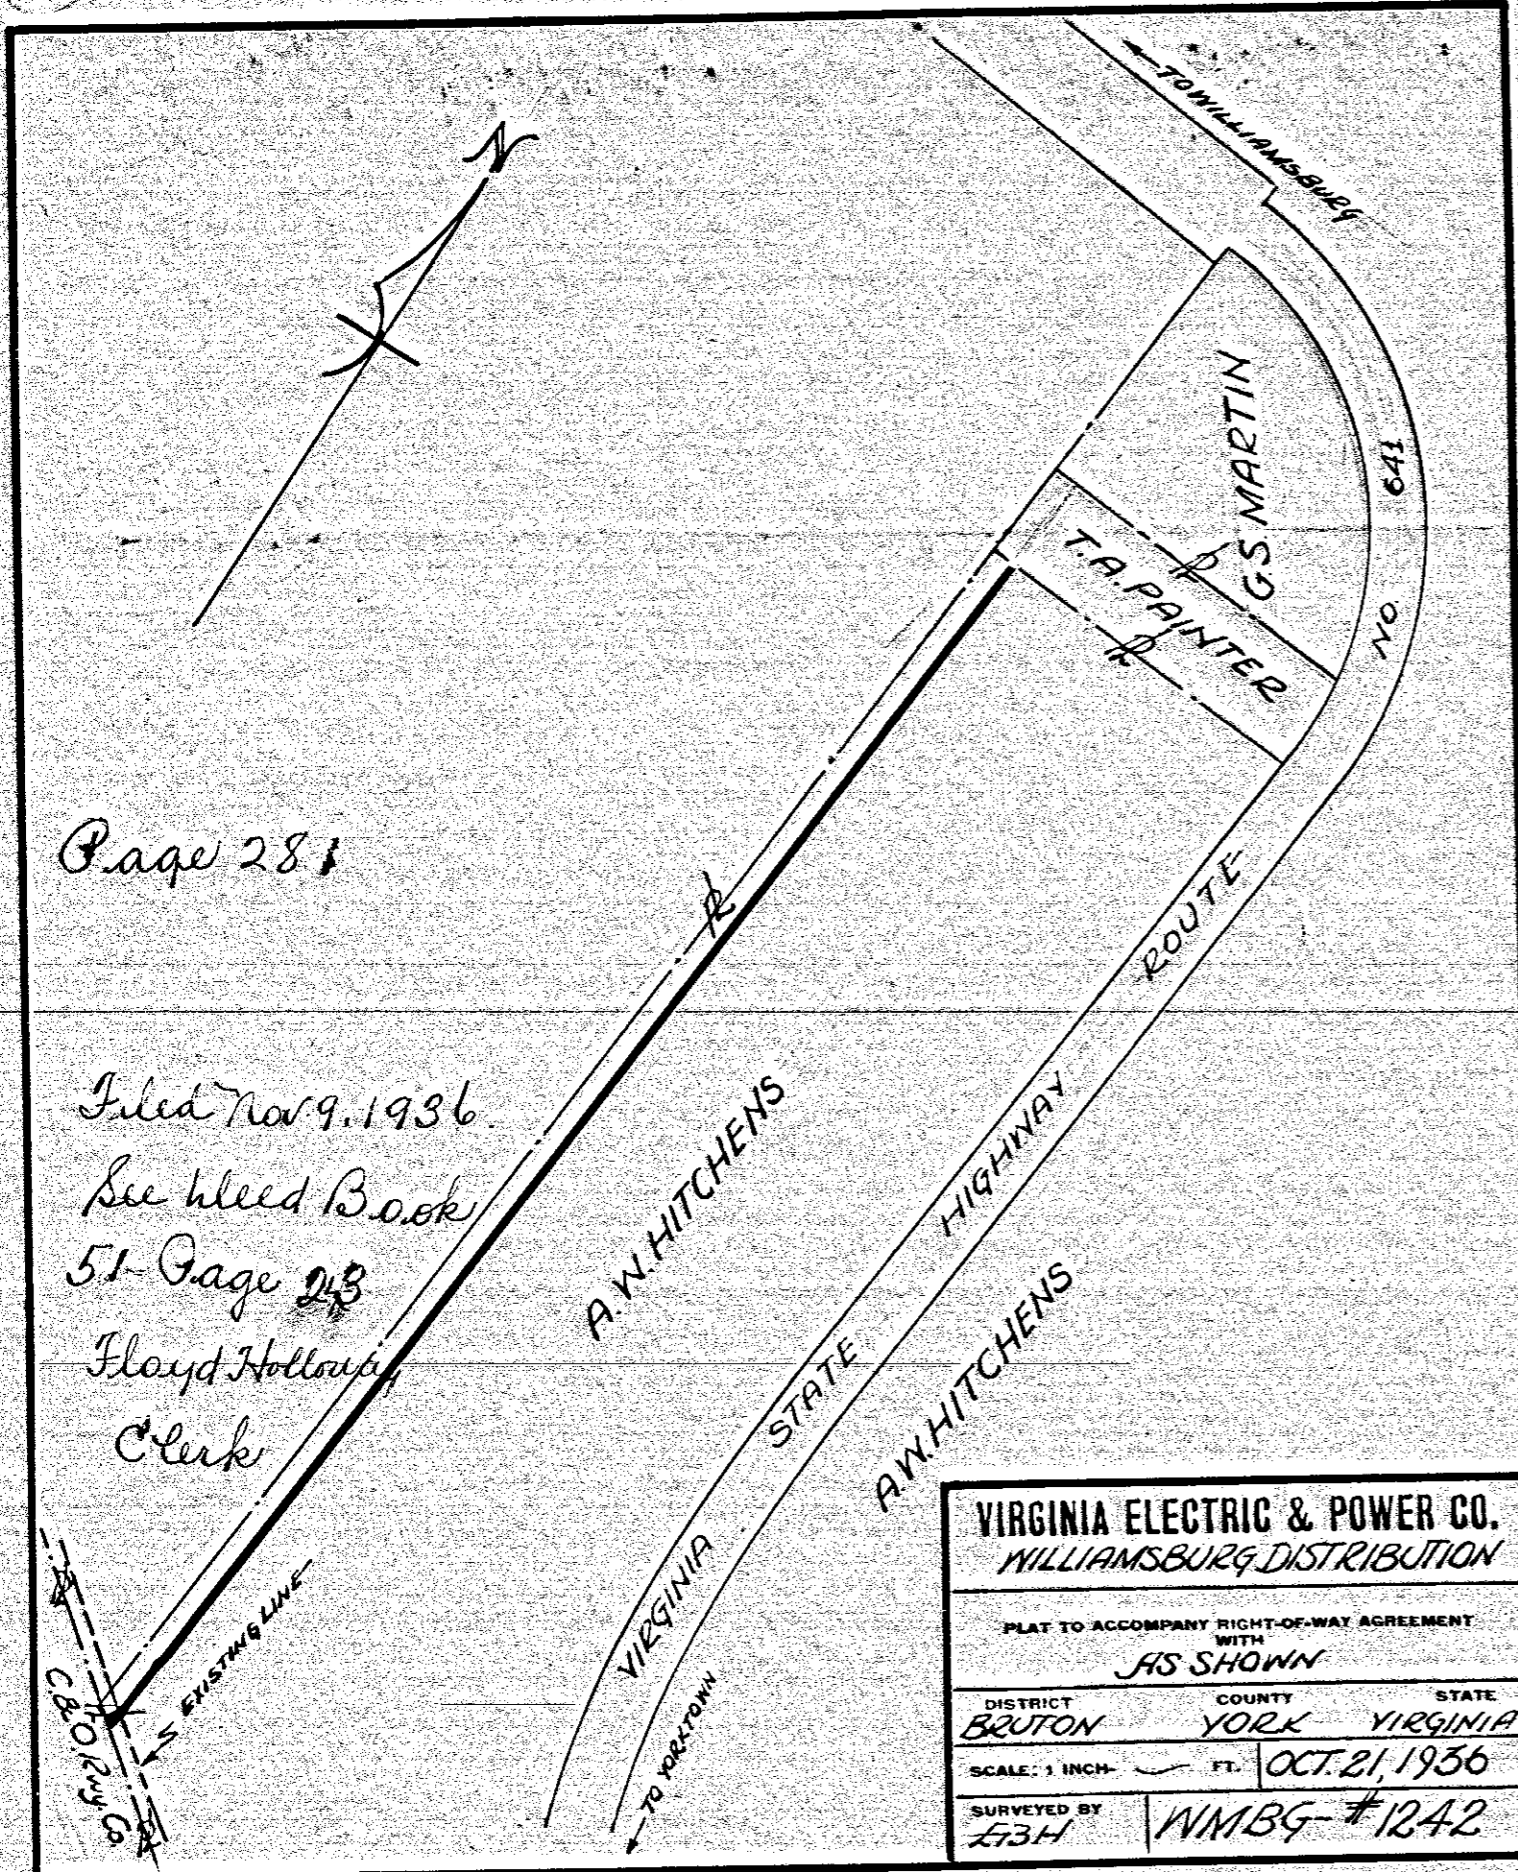 N
TO WILLIAMSBURG
G.S. MARTIN
T.A. PAINTER
VIRGINIA STATE HIGHWAY ROUTE NO. 641
Page 281
Filed Nov 9. 1936.
See Deed Book
51- Page
Floyd Holloway
Clerk
A.W. HITCHENS
A.W. HITCHENS
EXISTING LINE
C.&O. Rwy Co.
TO YORKTOWN
VIRGINIA ELECTRIC & POWER CO.
WILLIAMSBURG DISTRIBUTION
PLAT TO ACCOMPANY RIGHT-OF-WAY AGREEMENT
WITH
AS SHOWN
DISTRICT COUNTY STATE
BRUTON YORK VIRGINIA
SCALE: 1 INCH- FT. OCT. 21, 1936
SURVEYED BY
WMBG-#1242